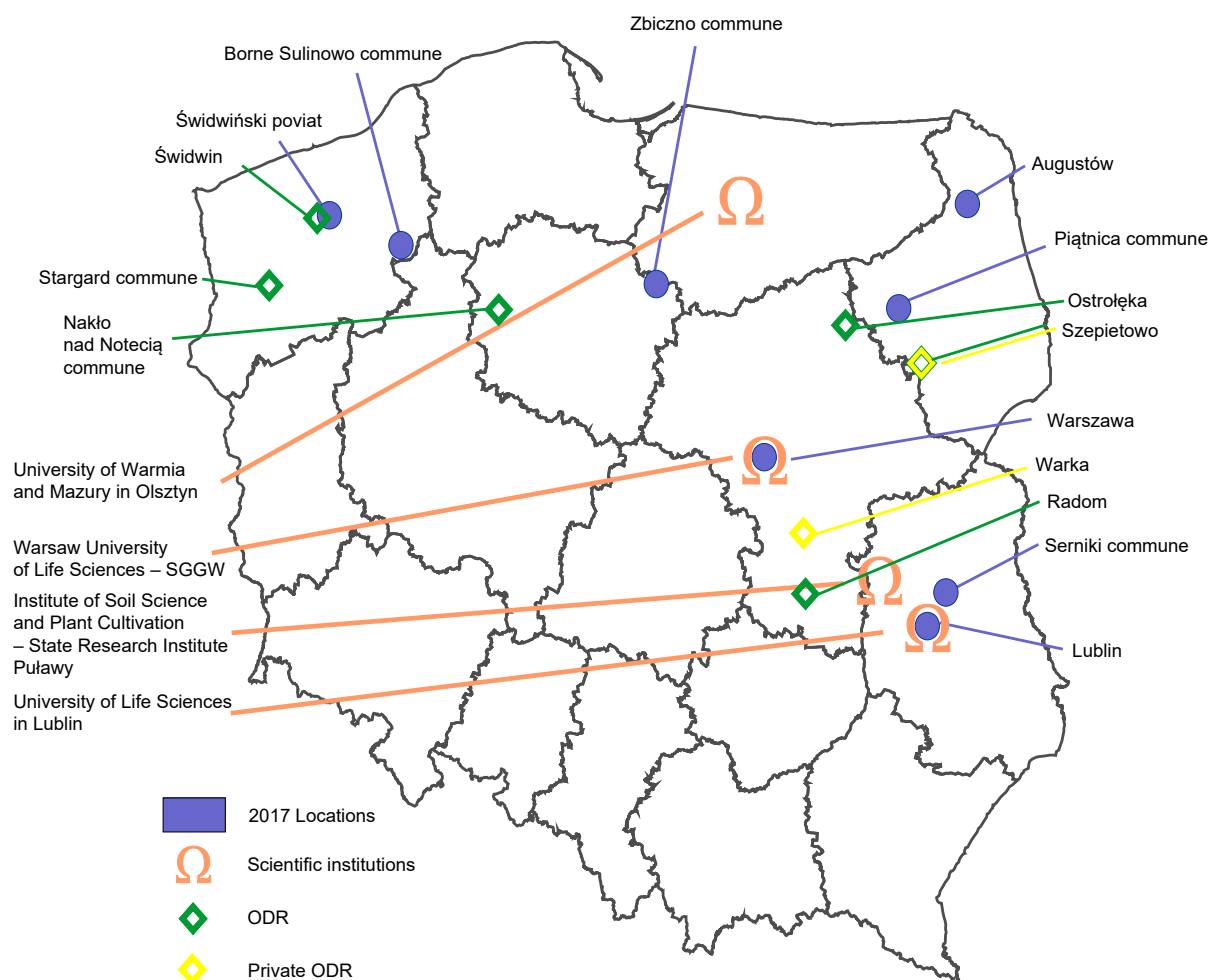 Zbiczno commune
Borne Sulinowo commune
Świdwiński poviat
Świdwin
Augustów
Piątnica commune
Stargard commune
Ostrołęka
Nakło
nad Notecią
commune
Szepietowo
Warszawa
Warka
University of Warmia
and Mazury in Olsztyn
Radom
Warsaw University
of Life Sciences – SGGW
Serniki commune
Institute of Soil Science
and Plant Cultivation
– State Research Institute
Puławy
Lublin
University of Life Sciences
in Lublin
2017 Locations
Ω Scientific institutions
ODR
Private ODR